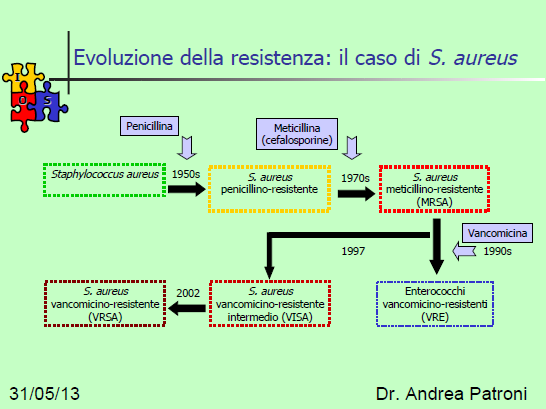 Evoluzione della resistenza: il caso di S. aureus
I
O S
Penicillina
Meticillina
(cefalosporine)
Staphylococcus aureus
1950s
S. aureus
penicillino-resistente
1970s
S. aureus
meticillino-resistente
(MRSA)
Vancomicina
1997
1990s
S. aureus
vancomicino-resistente
(VRSA)
2002
S. aureus
vancomicino-resistente
intermedio (VISA)
Enterococchi
vancomicino-resistenti
(VRE)
31/05/13
Dr. Andrea Patroni